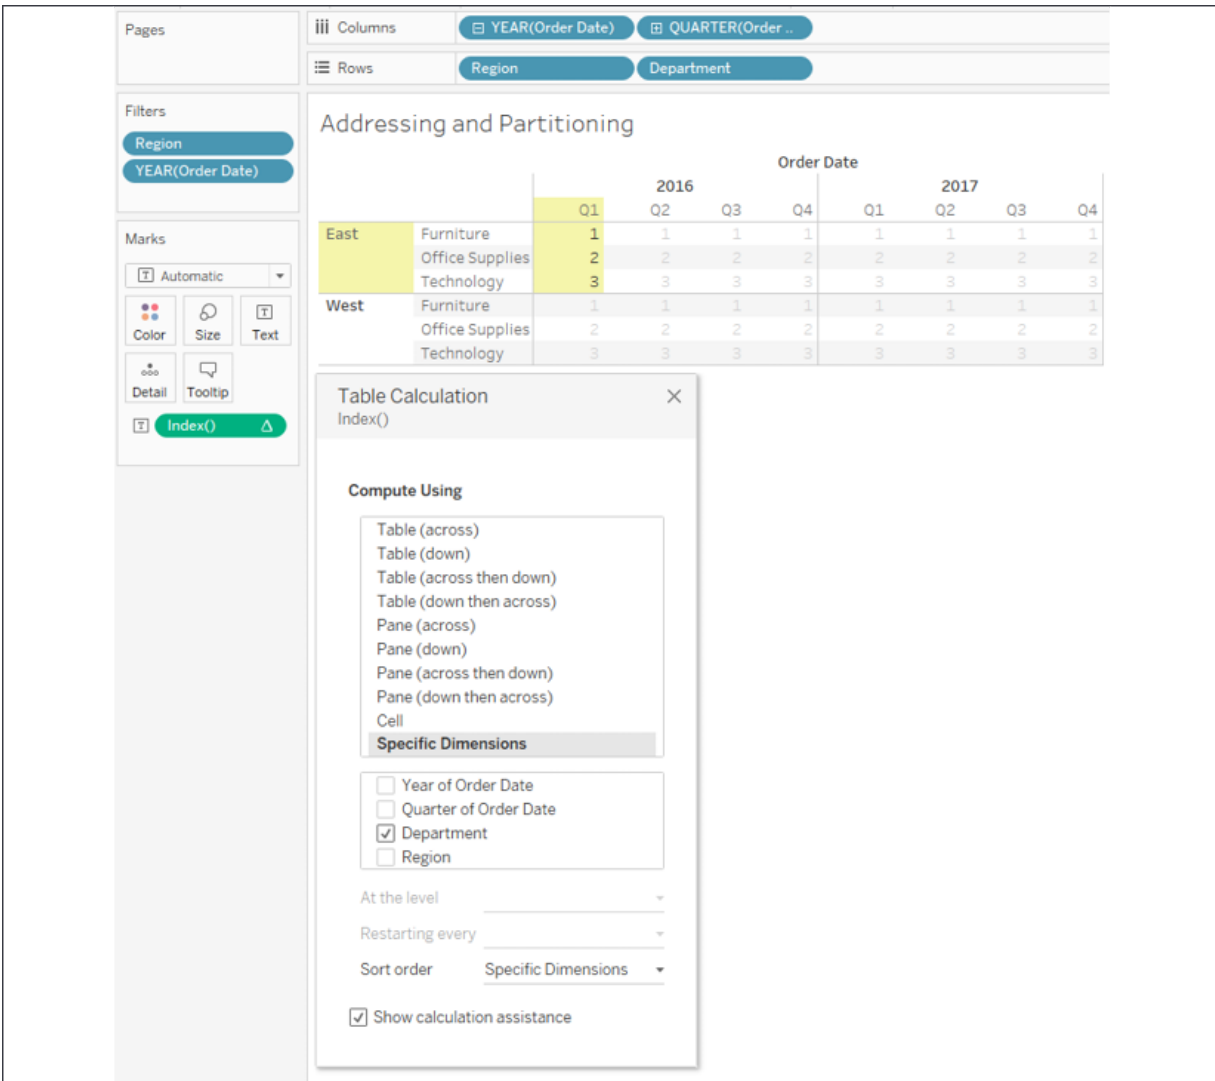 Pages
Columns
YEAR(Order Date) QUARTER(Order ..
Rows
Region Department
Filters
Region
YEAR(Order Date)
Marks
T Automatic
Color Size Text
Detail Tooltip
T Index() Δ
Addressing and Partitioning
Order Date
2016 2017
Q1 Q2 Q3 Q4 Q1 Q2 Q3 Q4
East Furniture 1 1 1 1 1 1 1 1
Office Supplies 2 2 2 2 2 2 2 2
Technology 3 3 3 3 3 3 3 3
West Furniture 1 1 1 1 1 1 1 1
Office Supplies 2 2 2 2 2 2 2 2
Technology 3 3 3 3 3 3 3 3
Table Calculation
Index()
Compute Using
Table (across)
Table (down)
Table (across then down)
Table (down then across)
Pane (across)
Pane (down)
Pane (across then down)
Pane (down then across)
Cell
Specific Dimensions
Year of Order Date
Quarter of Order Date
Department
Region
At the level
Restarting every
Sort order Specific Dimensions
Show calculation assistance